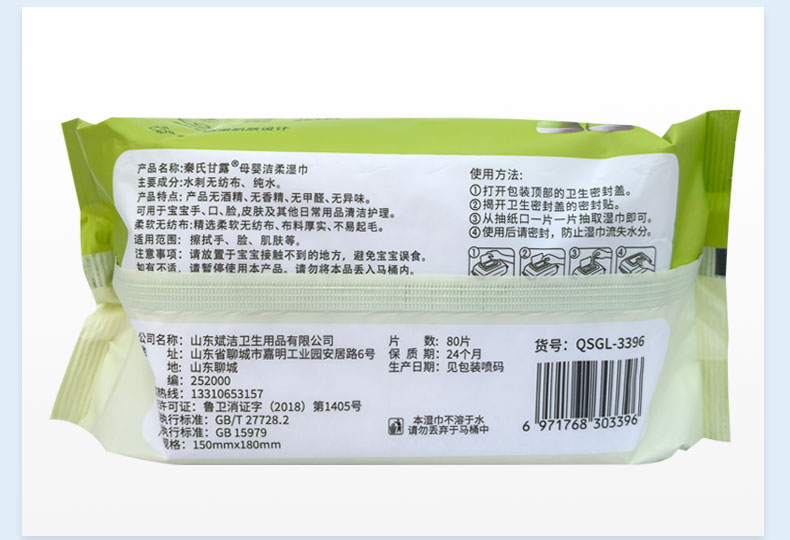 肌肤设计
产品名称:秦氏甘露®母婴洁柔湿巾
主要成分:水刺无纺布、纯水。
产品特点:产品无酒精、无香精、无甲醛、无异味。
可用于宝宝手、口、脸,皮肤及其他日常用品清洁护理。
柔软无纺布:精选柔软无纺布、布料厚实、不易起毛。
适用范围:擦拭手、脸、肌肤等。
注意事项:请放置于宝宝接触不到的地方,避免宝宝误食。
如有不适,请暂停使用本产品。请勿将本品丢入马桶内。
使用方法:
①打开包装顶部的卫生密封盖。
②揭开卫生密封盖的密封贴。
③从抽纸口一片一片抽取湿巾即可。
④使用后请密封,防止湿巾流失水分。
1 2 3 4
公司名称:山东斌洁卫生用品有限公司
址:山东省聊城市嘉明工业园安居路6号
地:山东聊城
编:252000
热线:13310653157
许可证:鲁卫消证字(2018)第1405号
执行标准:GB/T 27728.2
执行标准:GB 15979
规格:150mmx180mm
片 数:80片
保质期:24个月
生产日期:见包装喷码
本湿巾不溶于水
请勿丢弃于马桶中
货号:QSGL-3396
6 971768 303396